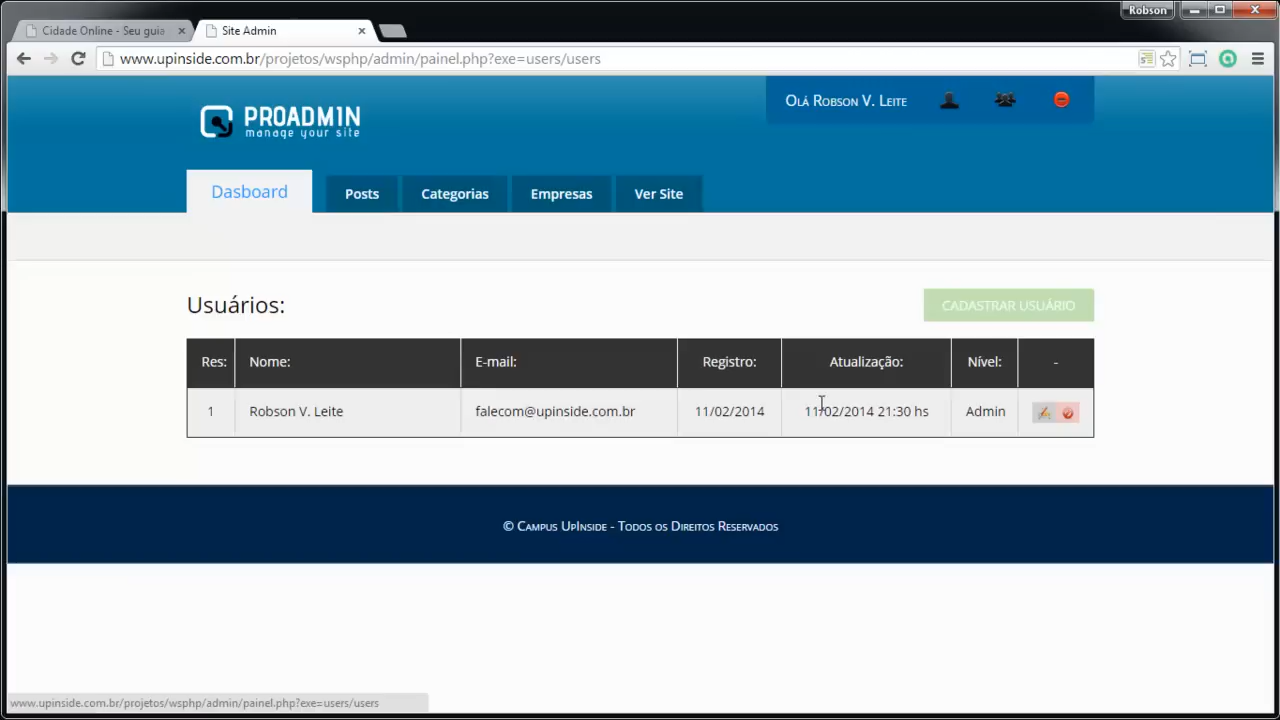 Robson
Cidade Online - Seu guia
Site Admin
www.upinside.com.br/projetos/wsphp/admin/painel.php?exe=users/users
Olá Robson V. Leite
PROADMIN
manage your site
Dasboard
Posts
Categorias
Empresas
Ver Site
Usuários:
CADASTRAR USUÁRIO
Res: Nome: E-mail: Registro: Atualização: Nível: -
1 Robson V. Leite falecom@upinside.com.br 11/02/2014 11/02/2014 21:30 hs Admin
© Campus UpInside - Todos os Direitos Reservados
www.upinside.com.br/projetos/wsphp/admin/painel.php?exe=users/users